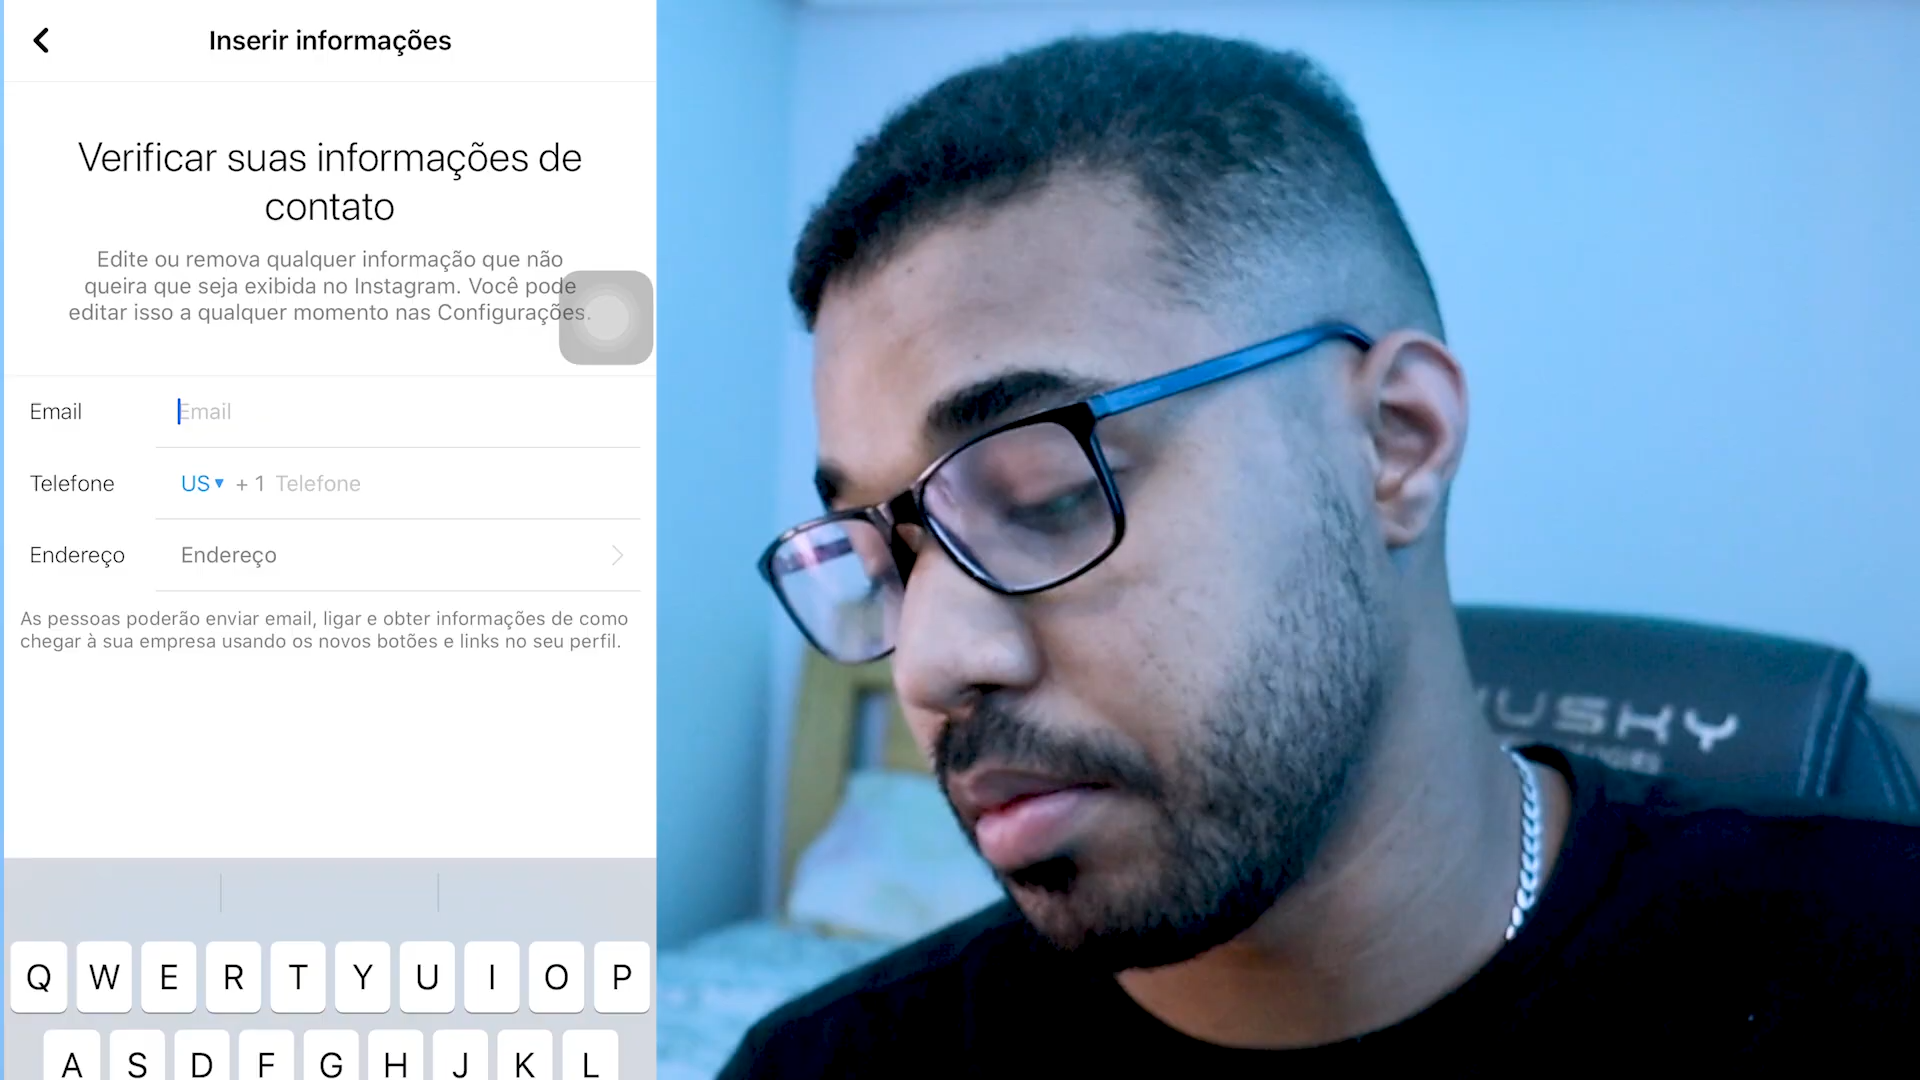 Inserir informações
Verificar suas informações de
contato
Edite ou remova qualquer informação que não
queira que seja exibida no Instagram. Você pode
editar isso a qualquer momento nas Configurações.
Email Email
Telefone US ▾ + 1 Telefone
Endereço Endereço
As pessoas poderão enviar email, ligar e obter informações de como
chegar à sua empresa usando os novos botões e links no seu perfil.
Q W E R T Y U I O P
A S D F G H J K L
HUSKY